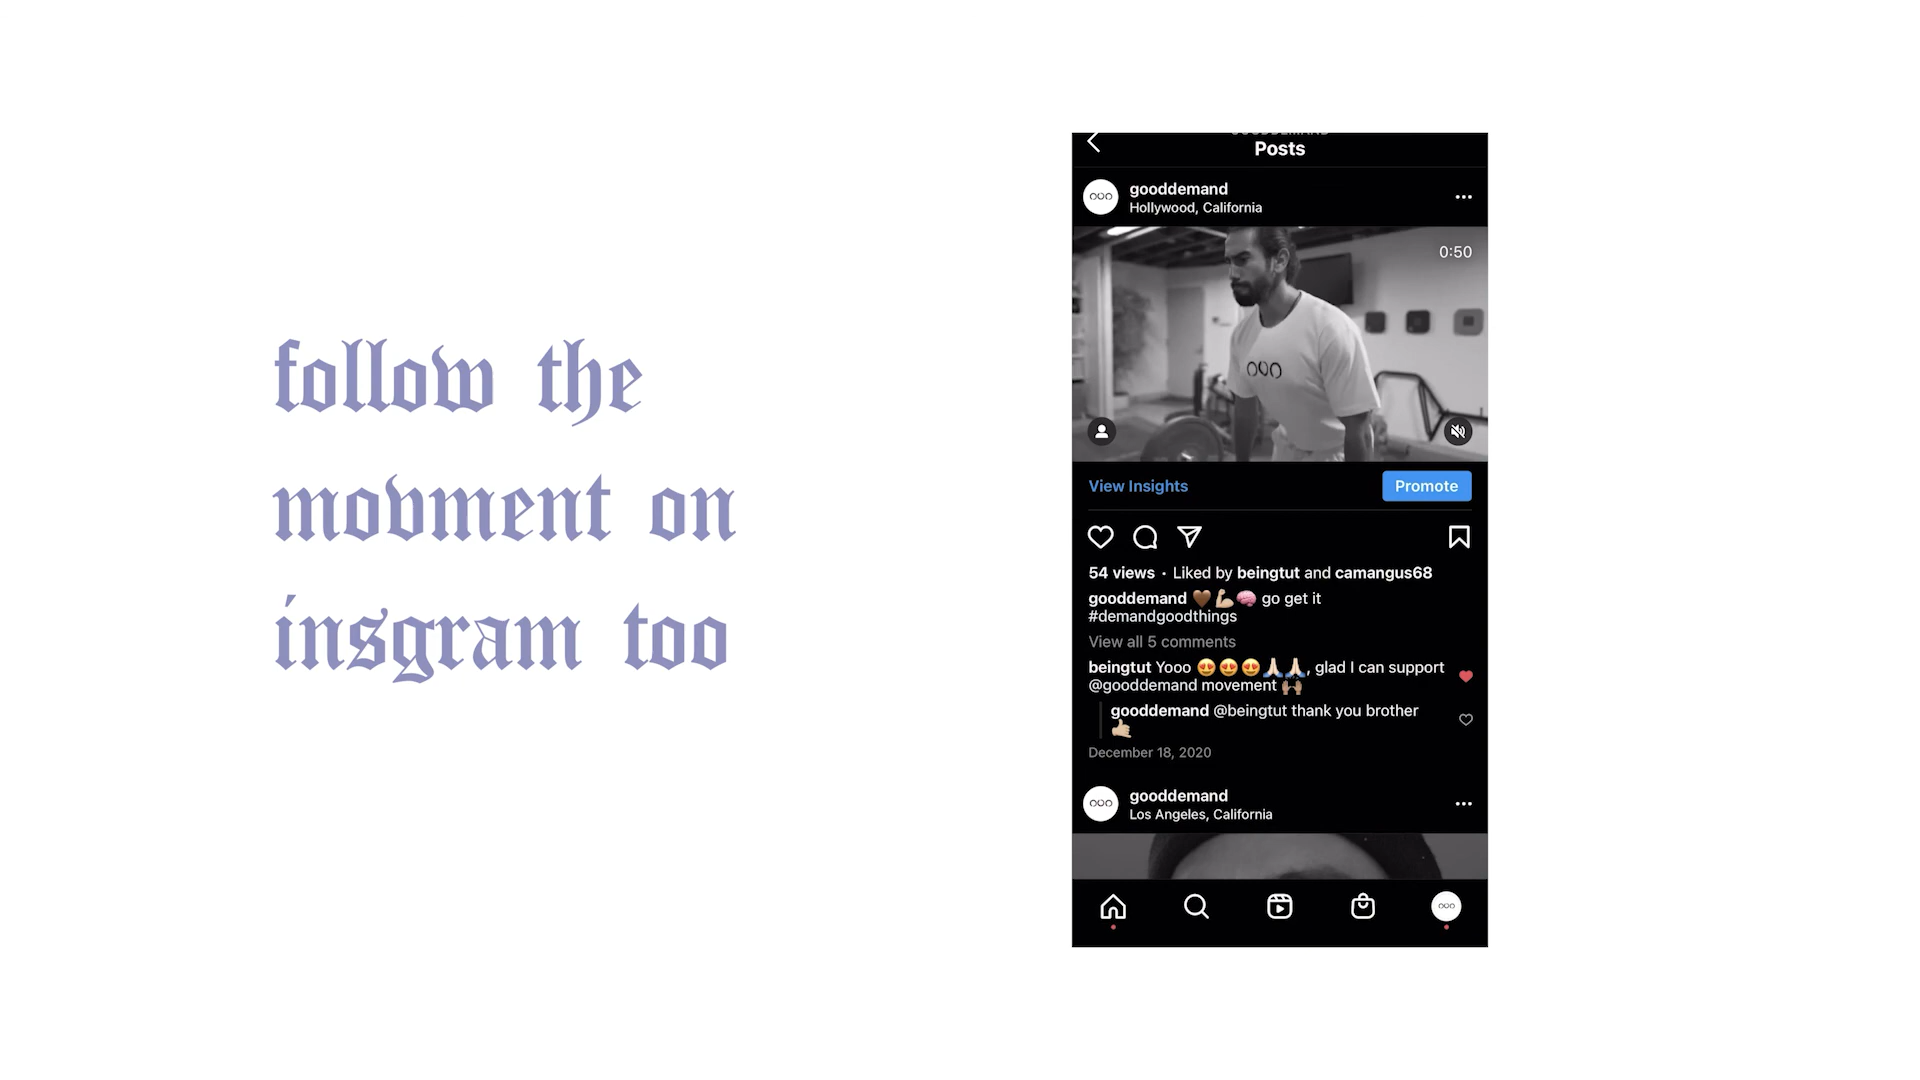 follow the
movment on
insgram too
Posts
gooddemand
Hollywood, California
0:50
View Insights
Promote
54 views · Liked by beingtut and camangus68
gooddemand 🤎💪🏼🧠 go get it
#demandgoodthings
View all 5 comments
beingtut Yooo 😍😍😍🙏🏻🙏🏻, glad I can support
@gooddemand movement 🙌🏽
gooddemand @beingtut thank you brother
🤙🏼
December 18, 2020
gooddemand
Los Angeles, California